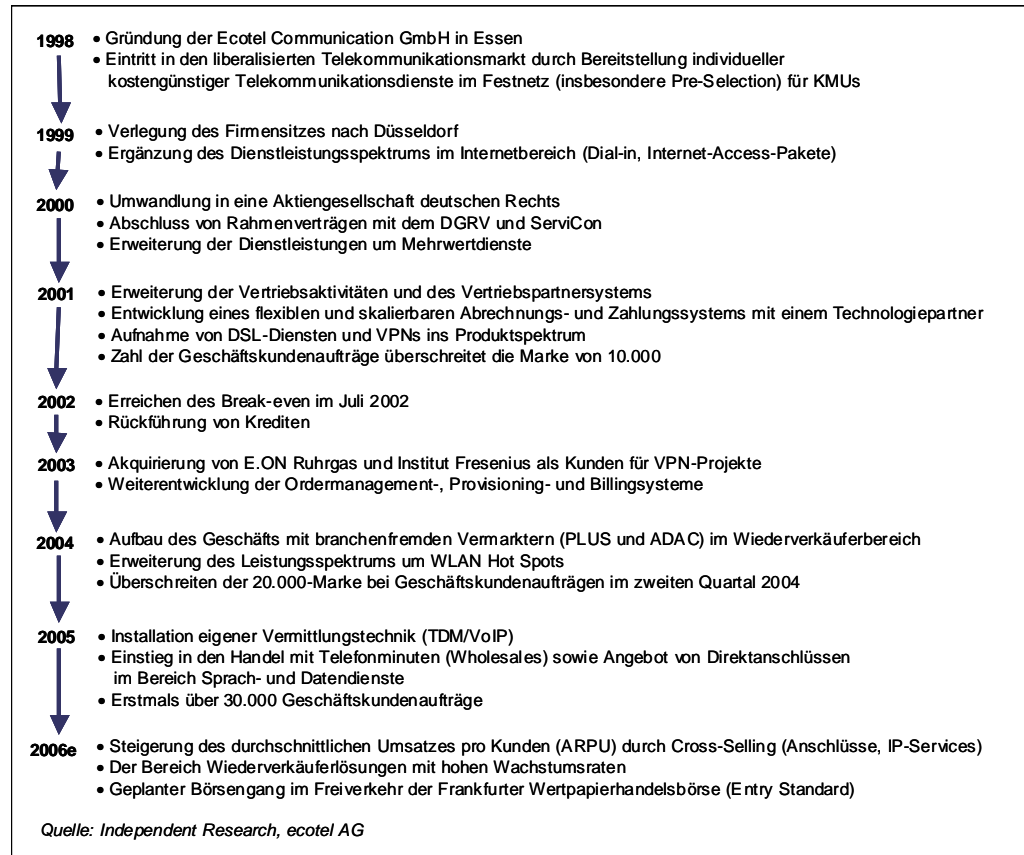 1998 • Gründung der Ecotel Communication GmbH in Essen
• Eintritt in den liberalisierten Telekommunikationsmarkt durch Bereitstellung individueller
kostengünstiger Telekommunikationsdienste im Festnetz (insbesondere Pre-Selection) für KMUs
1999 • Verlegung des Firmensitzes nach Düsseldorf
• Ergänzung des Dienstleistungsspektrums im Internetbereich (Dial-in, Internet-Access-Pakete)
2000 • Umwandlung in eine Aktiengesellschaft deutschen Rechts
• Abschluss von Rahmenverträgen mit dem DGRV und ServiCon
• Erweiterung der Dienstleistungen um Mehrwertdienste
2001 • Erweiterung der Vertriebsaktivitäten und des Vertriebspartnersystems
• Entwicklung eines flexiblen und skalierbaren Abrechnungs- und Zahlungssystems mit einem Technologiepartner
• Aufnahme von DSL-Diensten und VPNs ins Produktspektrum
• Zahl der Geschäftskundenaufträge überschreitet die Marke von 10.000
2002 • Erreichen des Break-even im Juli 2002
• Rückführung von Krediten
2003 • Akquirierung von E.ON Ruhrgas und Institut Fresenius als Kunden für VPN-Projekte
• Weiterentwicklung der Ordermanagement-, Provisioning- und Billingsysteme
2004 • Aufbau des Geschäfts mit branchenfremden Vermarktern (PLUS und ADAC) im Wiederverkäuferbereich
• Erweiterung des Leistungsspektrums um WLAN Hot Spots
• Überschreiten der 20.000-Marke bei Geschäftskundenaufträgen im zweiten Quartal 2004
2005 • Installation eigener Vermittlungstechnik (TDM/VoIP)
• Einstieg in den Handel mit Telefonminuten (Wholesales) sowie Angebot von Direktanschlüssen
im Bereich Sprach- und Datendienste
• Erstmals über 30.000 Geschäftskundenaufträge
2006e • Steigerung des durchschnittlichen Umsatzes pro Kunden (ARPU) durch Cross-Selling (Anschlüsse, IP-Services)
• Der Bereich Wiederverkäuferlösungen mit hohen Wachstumsraten
• Geplanter Börsengang im Freiverkehr der Frankfurter Wertpapierhandelsbörse (Entry Standard)
Quelle: Independent Research, ecotel AG